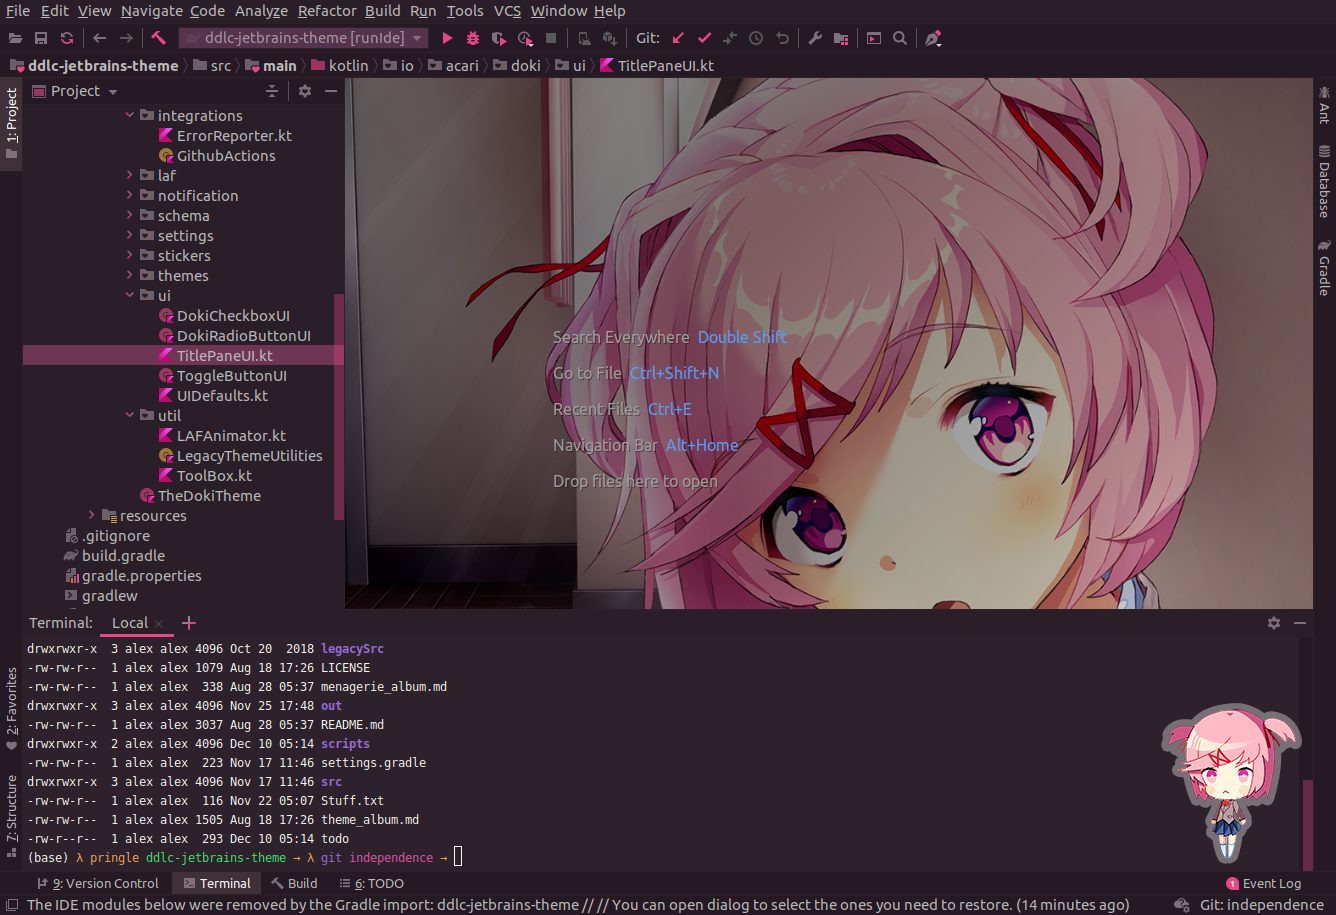 File Edit View Navigate Code Analyze Refactor Build Run Tools VCS Window Help
ddlc-jetbrains-theme [runIde] Git:
ddlc-jetbrains-theme src main kotlin io acari doki ui TitlePaneUI.kt
1: Project
Project
integrations
ErrorReporter.kt
GithubActions
laf
notification
schema
settings
stickers
themes
ui
DokiCheckboxUI
DokiRadioButtonUI
TitlePaneUI.kt
ToggleButtonUI
UIDefaults.kt
util
LAFAnimator.kt
LegacyThemeUtilities
ToolBox.kt
TheDokiTheme
resources
.gitignore
build.gradle
gradle.properties
gradlew
Search Everywhere Double Shift
Go to File Ctrl+Shift+N
Recent Files Ctrl+E
Navigation Bar Alt+Home
Drop files here to open
Ant
Database
Gradle
Terminal: Local × +
drwxrwxr-x 3 alex alex 4096 Oct 20 2018 legacySrc
-rw-rw-r-- 1 alex alex 1079 Aug 18 17:26 LICENSE
-rw-rw-r-- 1 alex alex 338 Aug 28 05:37 menagerie_album.md
drwxrwxr-x 3 alex alex 4096 Nov 25 17:48 out
-rw-rw-r-- 1 alex alex 3037 Aug 28 05:37 README.md
drwxrwxr-x 2 alex alex 4096 Dec 10 05:14 scripts
-rw-rw-r-- 1 alex alex 223 Nov 17 11:46 settings.gradle
drwxrwxr-x 3 alex alex 4096 Nov 17 11:46 src
-rw-rw-r-- 1 alex alex 116 Nov 22 05:07 Stuff.txt
-rw-rw-r-- 1 alex alex 1505 Aug 18 17:26 theme_album.md
-rw-r--r-- 1 alex alex 293 Dec 10 05:14 todo
(base) λ pringle ddlc-jetbrains-theme → λ git independence →
2: Favorites
7: Structure
9: Version Control Terminal Build 6: TODO 1 Event Log
The IDE modules below were removed by the Gradle import: ddlc-jetbrains-theme // // You can open dialog to select the ones you need to restore. (14 minutes ago) Git: independence